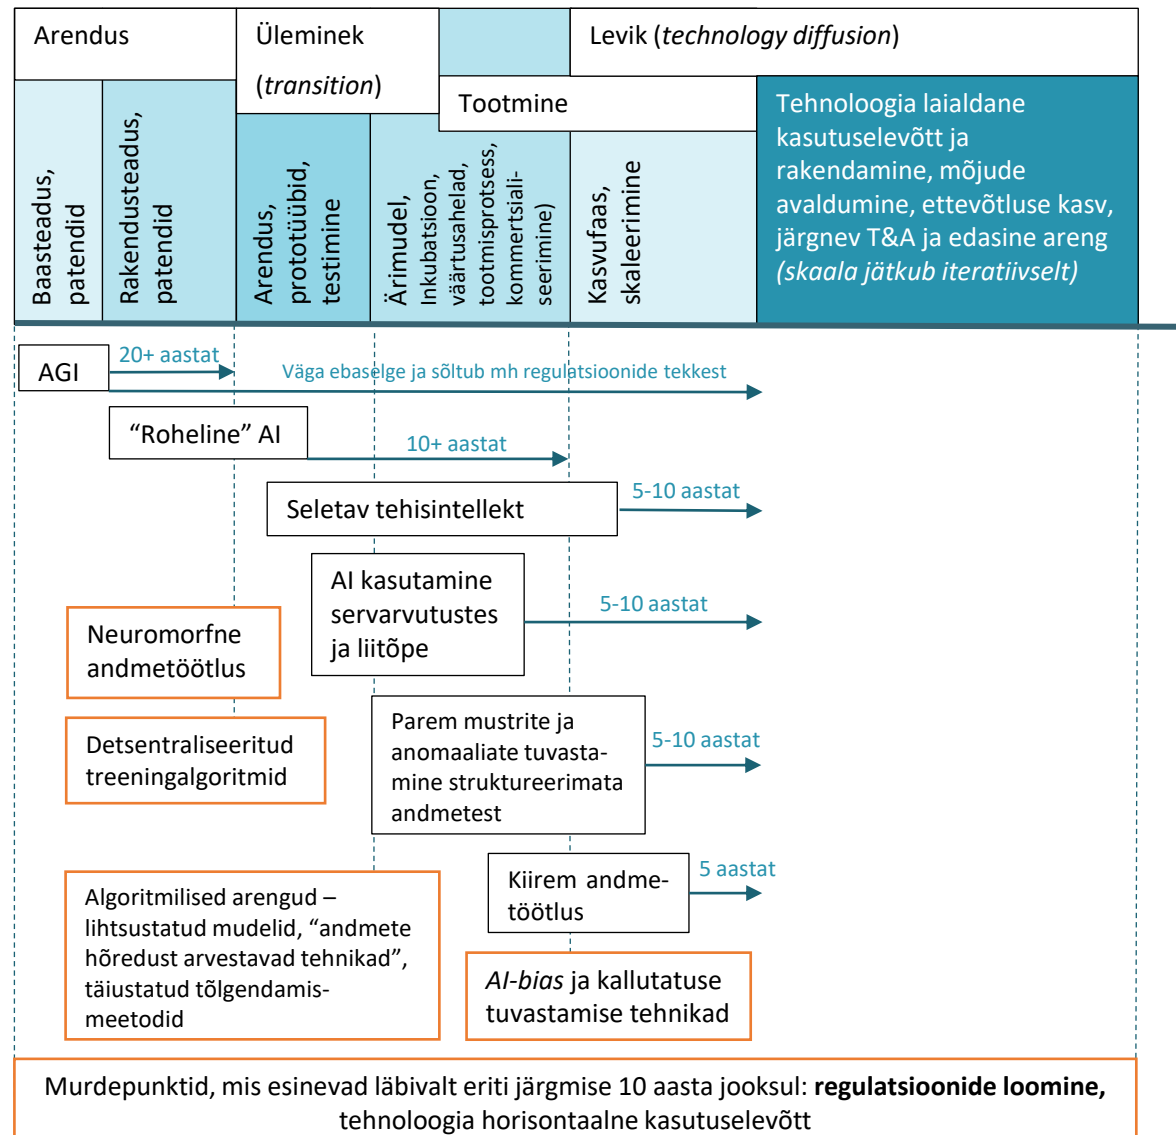 Arendus
Üleminek
(transition)
Levik (technology diffusion)
Tootmine
Baasteadus,
patendid
Rakendusteadus,
patendid
Arendus,
prototüübid,
testimine
Ärimudel,
Inkubatsioon,
väärtusahelad,
tootmisprotsess,
kommertsiali-
seerimine)
Kasvufaas,
skaleerimine
Tehnoloogia laialdane
kasutuselevõtt ja
rakendamine, mõjude
avaldumine, ettevõtluse kasv,
järgnev T&A ja edasine areng
(skaala jätkub iteratiivselt)
AGI
20+ aastat
Väga ebaselge ja sõltub mh regulatsioonide tekkest
“Roheline” AI
10+ aastat
Seletav tehisintellekt
5-10 aastat
AI kasutamine
servarvutustes
ja liitõpe
5-10 aastat
Neuromorfne
andmetöötlus
Detsentraliseeritud
treeningalgoritmid
Parem mustrite ja
anomaaliate tuvasta-
mine struktureerimata
andmetest
5-10 aastat
Kiirem andme-
töötlus
5 aastat
Algoritmilised arengud –
lihtsustatud mudelid, “andmete
hõredust arvestavad tehnikad”,
täiustatud tõlgendamis-
meetodid
AI-bias ja kallutatuse
tuvastamise tehnikad
Murdepunktid, mis esinevad läbivalt eriti järgmise 10 aasta jooksul: regulatsioonide loomine,
tehnoloogia horisontaalne kasutuselevõtt